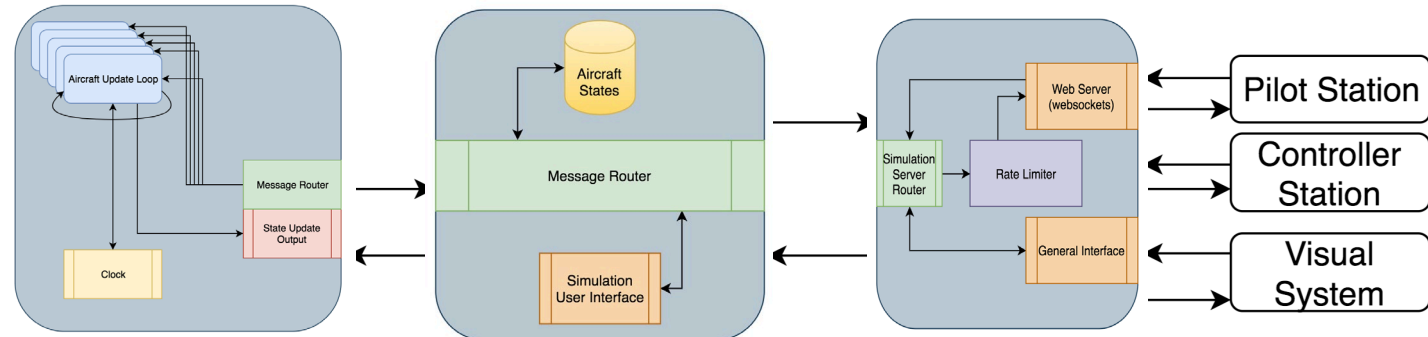 Aircraft Update Loop
Message Router
State Update
Output
Clock
Aircraft
States
Message Router
Simulation
User Interface
Web Server
(websockets)
Simulation
Server
Router
Rate Limiter
General Interface
Pilot Station
Controller
Station
Visual
System